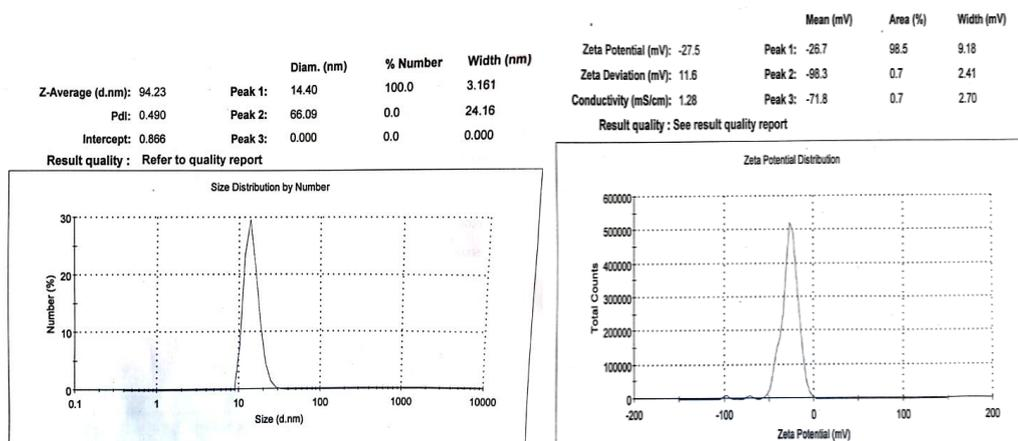 Diam. (nm) % Number Width (nm)
Z-Average (d.nm): 94.23 Peak 1: 14.40 100.0 3.161
PdI: 0.490 Peak 2: 66.09 0.0 24.16
Intercept: 0.866 Peak 3: 0.000 0.0 0.000
Result quality : Refer to quality report
Size Distribution by Number
Number (%)
30
20
10
0
0.1 1 10 100 1000 10000
Size (d.nm)
Mean (mV) Area (%) Width (mV)
Zeta Potential (mV): -27.5 Peak 1: -26.7 98.5 9.18
Zeta Deviation (mV): 11.6 Peak 2: -98.3 0.7 2.41
Conductivity (mS/cm): 1.28 Peak 3: -71.8 0.7 2.70
Result quality : See result quality report
Zeta Potential Distribution
Total Counts
600000
500000
400000
300000
200000
100000
0
-200 -100 0 100 200
Zeta Potential (mV)